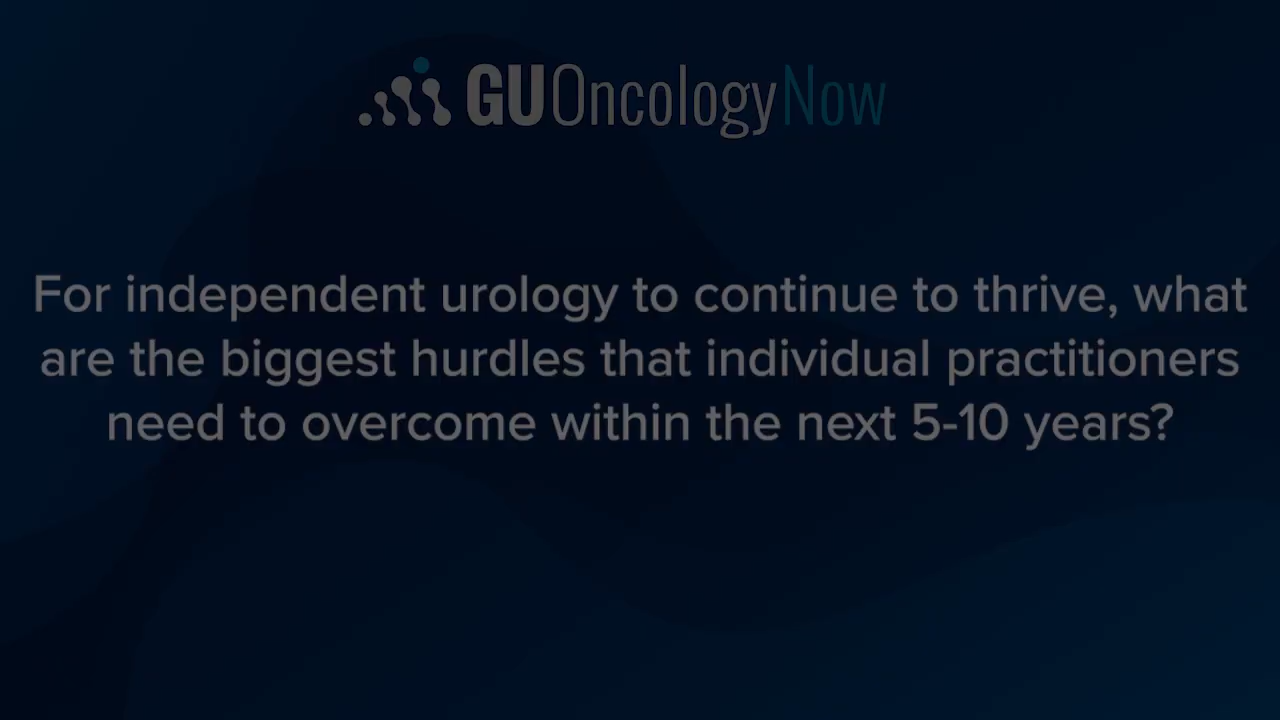 GUOncologyNow
For independent urology to continue to thrive, what
are the biggest hurdles that individual practitioners
need to overcome within the next 5-10 years?